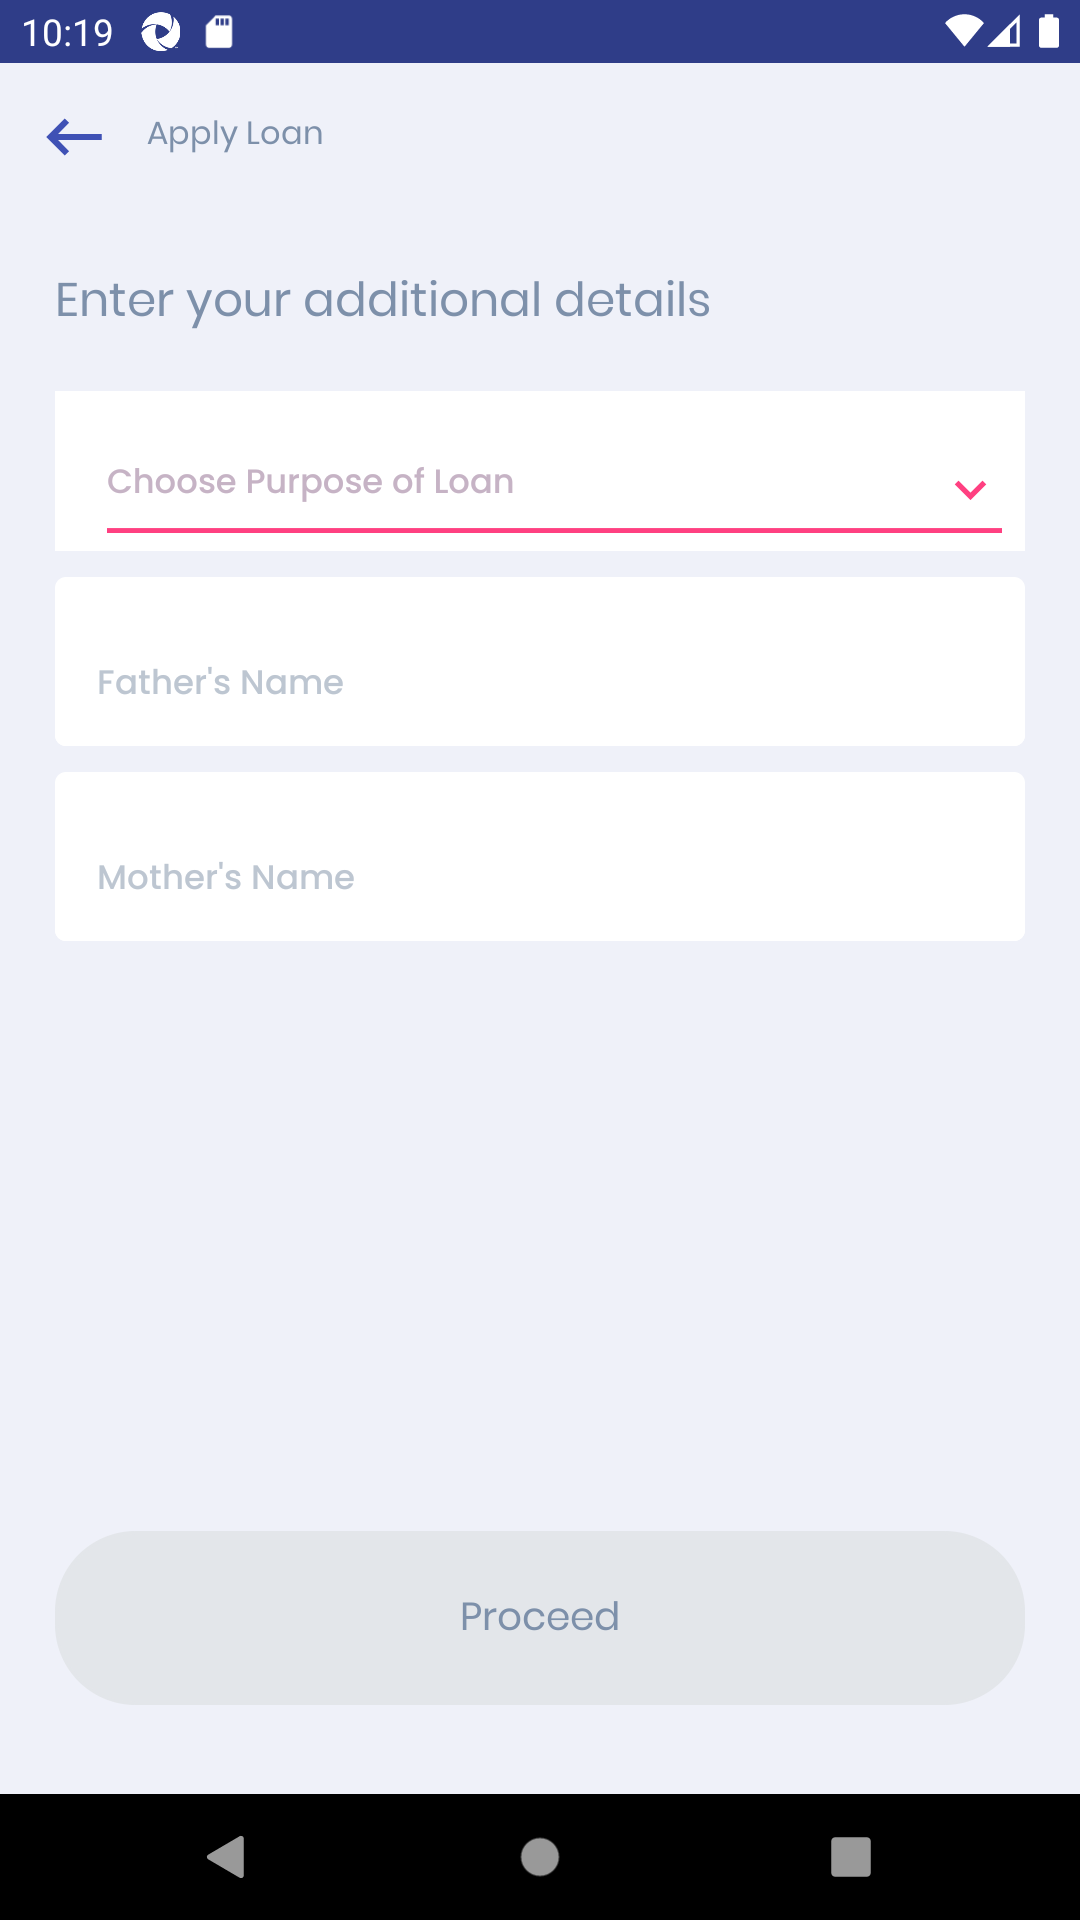 10:19
Apply Loan
Enter your additional details
Choose Purpose of Loan
Father's Name
Mother's Name
Proceed